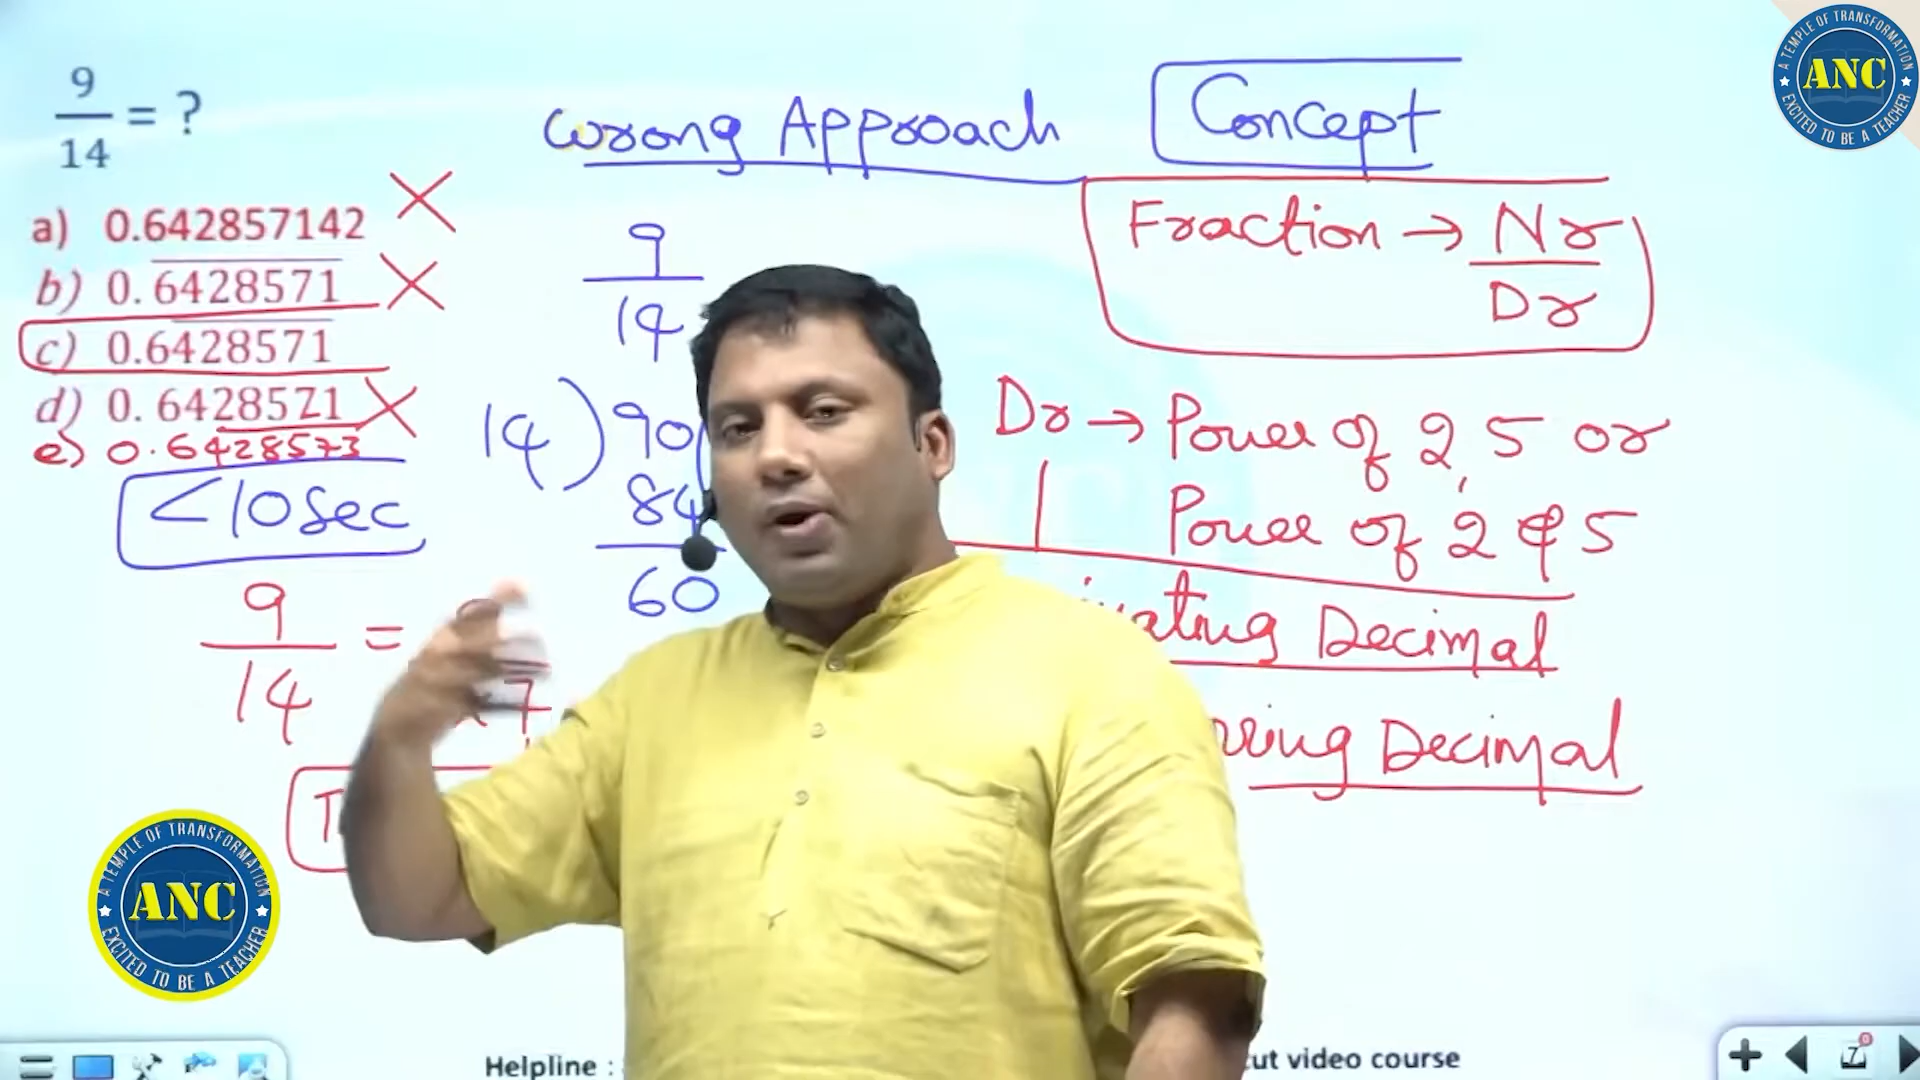 9
14 = ?
a) 0.642857142
b) 0. 6428571
c) 0.6428571
d) 0. 6428571
e) 0.6428573
<10sec
9
14 =
7
Wrong Approach
9
14
14) 90
84
60
Concept
Fraction → Nr
Dr
Dr → Power of 2, 5 or
Power of 2 & 5
Decimal
Decimal
A TEMPLE OF TRANSFORMATION
ANC
EXCITED TO BE A TEACHER
A TEMPLE OF TRANSFORMATION
ANC
EXCITED TO BE A TEACHER
Helpline :
video course
7
0